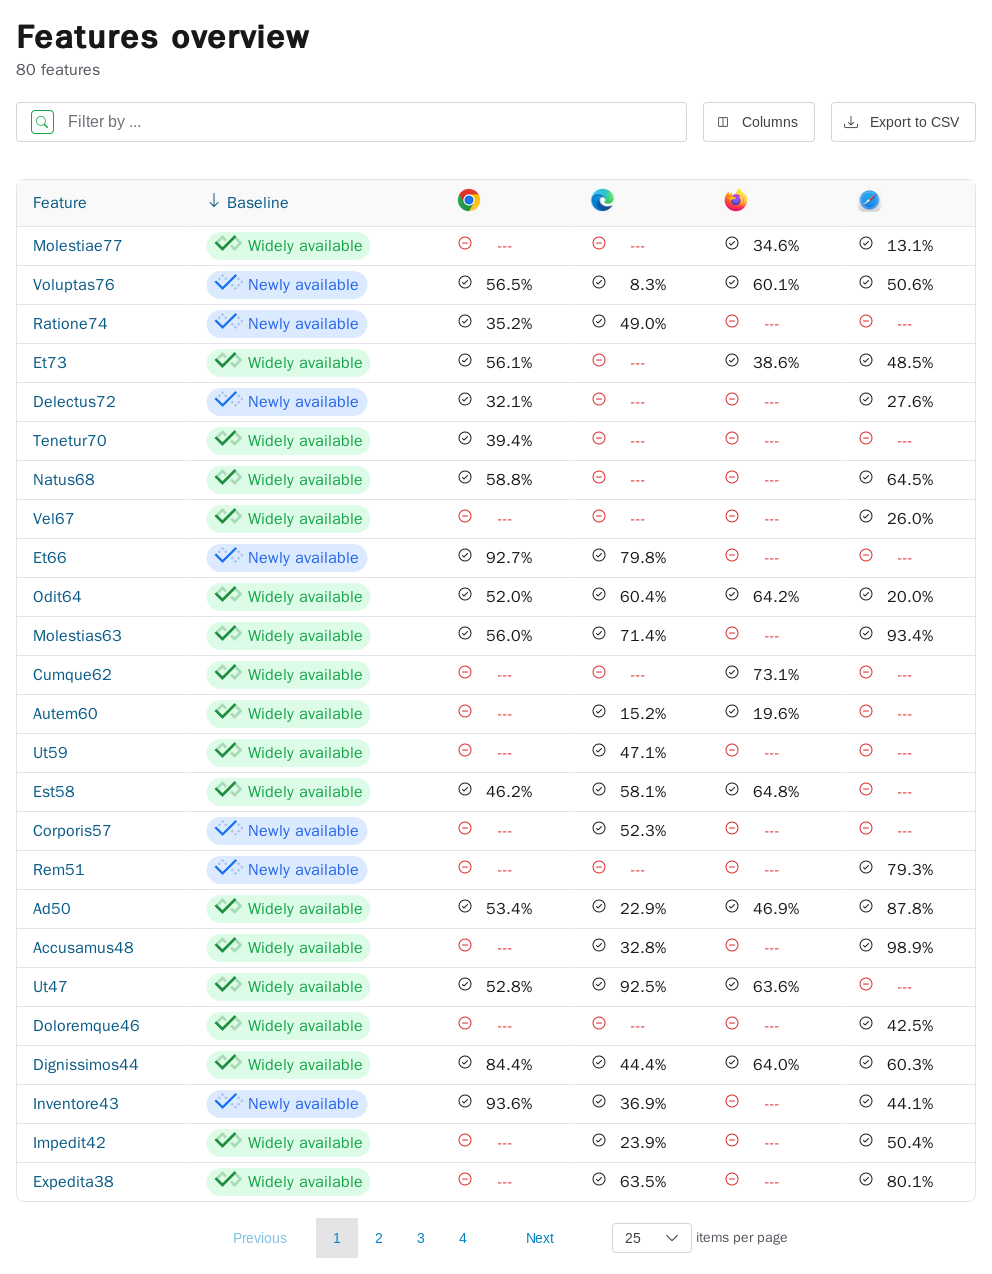 Features overview
80 features
Filter by ...
Columns
Export to CSV
Feature Baseline
Molestiae77 Widely available --- --- 34.6% 13.1%
Voluptas76 Newly available 56.5% 8.3% 60.1% 50.6%
Ratione74 Newly available 35.2% 49.0% --- ---
Et73 Widely available 56.1% --- 38.6% 48.5%
Delectus72 Newly available 32.1% --- --- 27.6%
Tenetur70 Widely available 39.4% --- --- ---
Natus68 Widely available 58.8% --- --- 64.5%
Vel67 Widely available --- --- --- 26.0%
Et66 Newly available 92.7% 79.8% --- ---
Odit64 Widely available 52.0% 60.4% 64.2% 20.0%
Molestias63 Widely available 56.0% 71.4% --- 93.4%
Cumque62 Widely available --- --- 73.1% ---
Autem60 Widely available --- 15.2% 19.6% ---
Ut59 Widely available --- 47.1% --- ---
Est58 Widely available 46.2% 58.1% 64.8% ---
Corporis57 Newly available --- 52.3% --- ---
Rem51 Newly available --- --- --- 79.3%
Ad50 Widely available 53.4% 22.9% 46.9% 87.8%
Accusamus48 Widely available --- 32.8% --- 98.9%
Ut47 Widely available 52.8% 92.5% 63.6% ---
Doloremque46 Widely available --- --- --- 42.5%
Dignissimos44 Widely available 84.4% 44.4% 64.0% 60.3%
Inventore43 Newly available 93.6% 36.9% --- 44.1%
Impedit42 Widely available --- 23.9% --- 50.4%
Expedita38 Widely available --- 63.5% --- 80.1%
Previous 1 2 3 4 Next 25 items per page